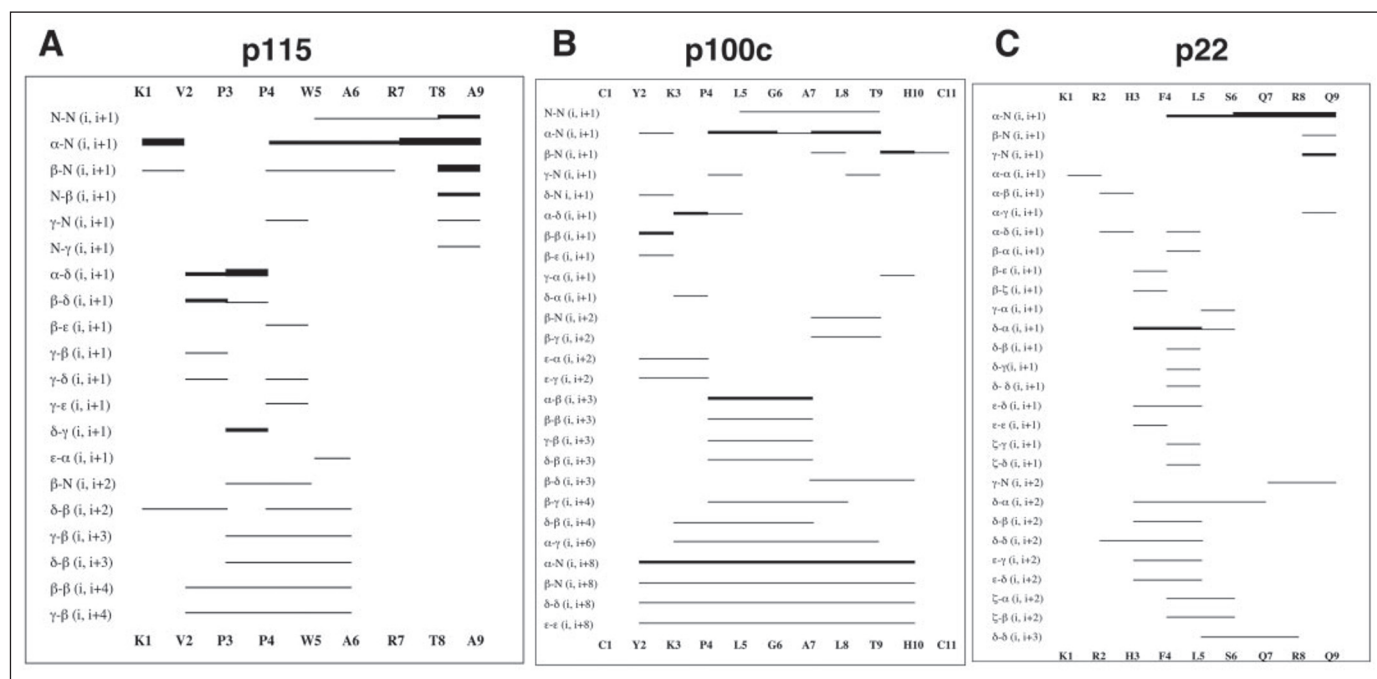 A p115
K1 V2 P3 P4 W5 A6 R7 T8 A9
N-N (i, i+1)
α-N (i, i+1)
β-N (i, i+1)
N-β (i, i+1)
γ-N (i, i+1)
N-γ (i, i+1)
α-δ (i, i+1)
β-δ (i, i+1)
β-ε (i, i+1)
γ-β (i, i+1)
γ-δ (i, i+1)
γ-ε (i, i+1)
δ-γ (i, i+1)
ε-α (i, i+1)
β-N (i, i+2)
δ-β (i, i+2)
γ-β (i, i+3)
δ-β (i, i+3)
β-β (i, i+4)
γ-β (i, i+4)
K1 V2 P3 P4 W5 A6 R7 T8 A9
B p100c
C1 Y2 K3 P4 L5 G6 A7 L8 T9 H10 C11
N-N (i, i+1)
α-N (i, i+1)
β-N (i, i+1)
γ-N (i, i+1)
δ-N i, i+1)
α-δ (i, i+1)
β-β (i, i+1)
β-ε (i, i+1)
γ-α (i, i+1)
δ-α (i, i+1)
β-N (i, i+2)
β-γ (i, i+2)
ε-α (i, i+2)
ε-γ (i, i+2)
α-β (i, i+3)
β-β (i, i+3)
γ-β (i, i+3)
δ-β (i, i+3)
β-δ (i, i+3)
β-γ (i, i+4)
δ-β (i, i+4)
α-γ (i, i+6)
α-N (i, i+8)
β-N (i, i+8)
δ-δ (i, i+8)
ε-ε (i, i+8)
C1 Y2 K3 P4 L5 G6 A7 L8 T9 H10 C11
C p22
K1 R2 H3 F4 L5 S6 Q7 R8 Q9
α-N (i, i+1)
β-N (i, i+1)
γ-N (i, i+1)
α-α (i, i+1)
α-β (i, i+1)
α-γ (i, i+1)
α-δ (i, i+1)
β-α (i, i+1)
β-ε (i, i+1)
β-ζ (i, i+1)
γ-α (i, i+1)
δ-α (i, i+1)
δ-β (i, i+1)
δ-γ(i, i+1)
δ- δ (i, i+1)
ε-δ (i, i+1)
ε-ε (i, i+1)
ζ-γ (i, i+1)
ζ-δ (i, i+1)
γ-N (i, i+2)
δ-α (i, i+2)
δ-β (i, i+2)
δ-δ (i, i+2)
ε-γ (i, i+2)
ε-δ (i, i+2)
ζ-α (i, i+2)
ζ-β (i, i+2)
δ-δ (i, i+3)
K1 R2 H3 F4 L5 S6 Q7 R8 Q9